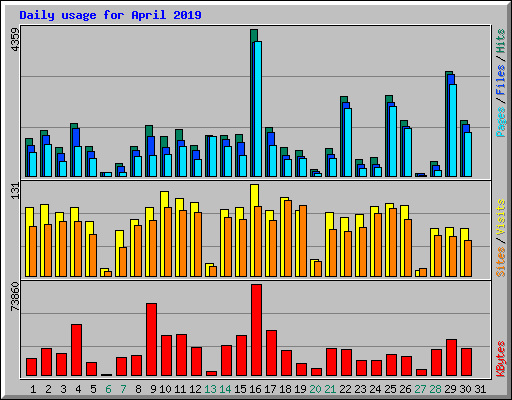 Daily usage for April 2019
4359
Pages / Files / Hits
131
Sites / Visits
73860
KBytes
1 2 3 4 5 6 7 8 9 10 11 12 13 14 15 16 17 18 19 20 21 22 23 24 25 26 27 28 29 30 31